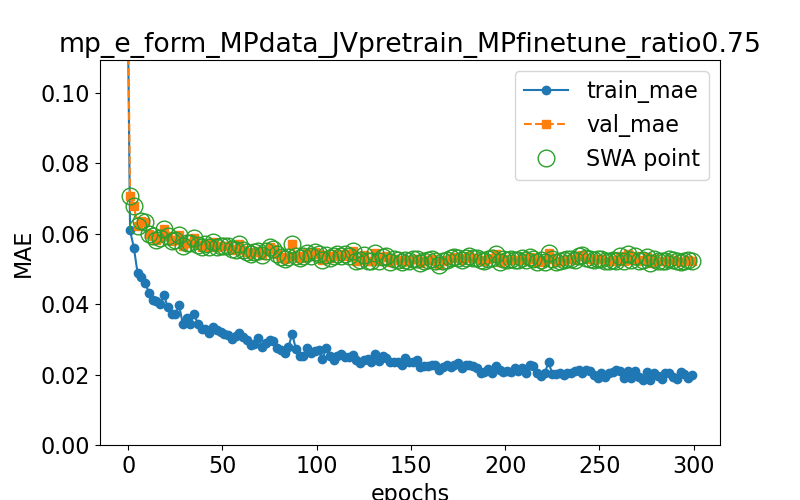 mp_e_form_MPdata_JVpretrain_MPfinetune_ratio0.75
train_mae
val_mae
SWA point
MAE
0.10
0.08
0.06
0.04
0.02
0.00
0 50 100 150 200 250 300
epochs